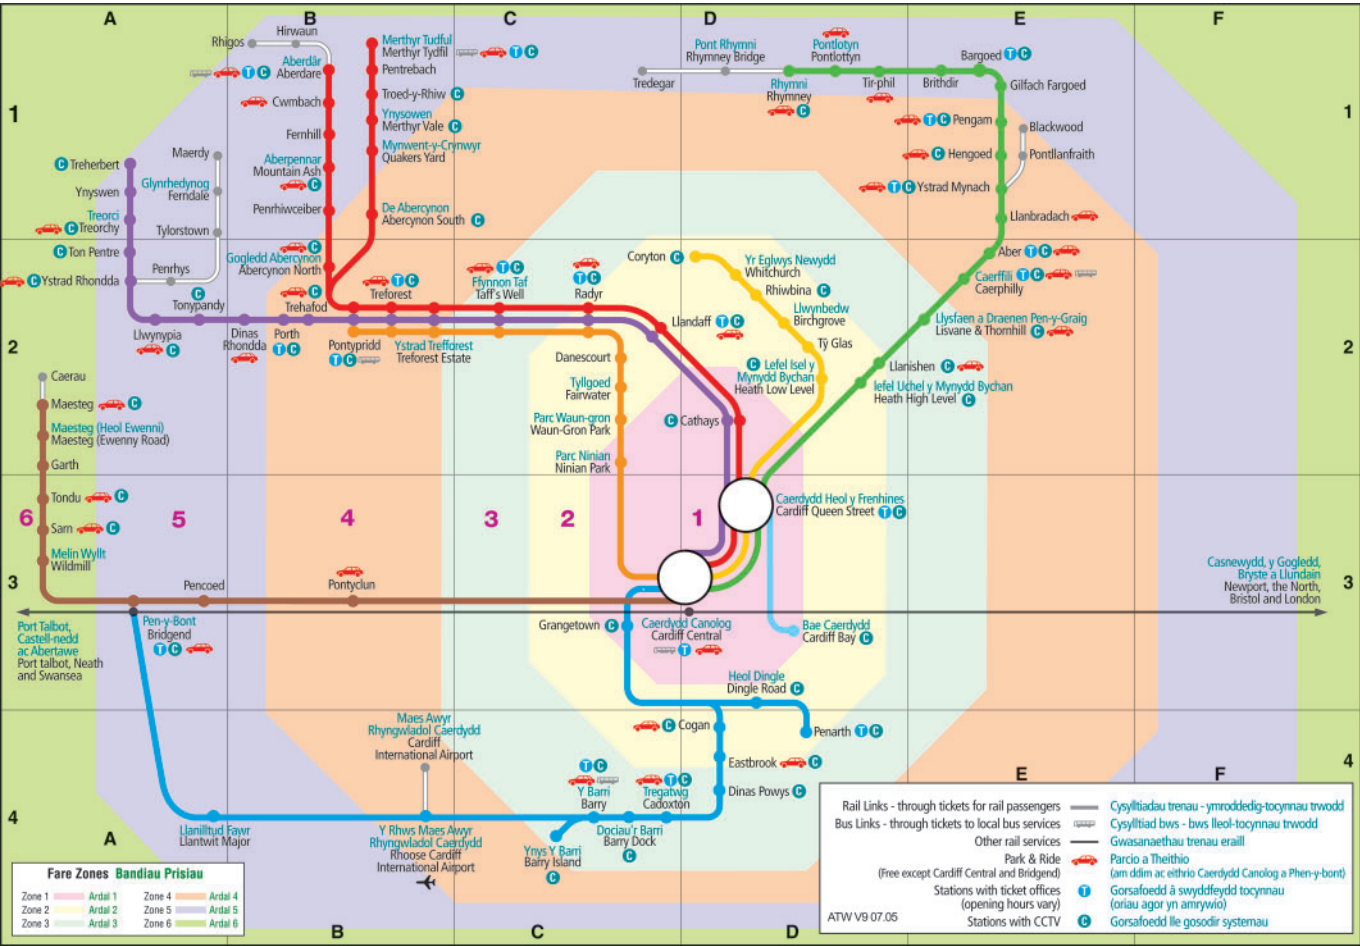 A
B
C
D
E
F
1
2
3
4
1
2
3
4
A
B
C
D
E
F
6
5
4
3
2
1
Rhigos
Hirwaun
Aberdâr
Aberdare
T C
Cwmbach
Fernhill
Aberpennar
Mountain Ash
C
Penrhiwceiber
C
Gogledd Abercynon
Abercynon North
Merthyr Tudful
Merthyr Tydfil
T C
Pentrebach
Troed-y-Rhiw C
Ynysowen
Merthyr Vale C
Mynwent-y-Crynwyr
Quakers Yard
De Abercynon
Abercynon South C
C Treherbert
Ynyswen
Treorci
C Treorchy
C Ton Pentre
C Ystrad Rhondda
Maerdy
Glynrhedynog
Ferndale
Tylorstown
Penrhys
C
Tonypandy
Llwynypia
C
Dinas
Rhondda
Porth
T C
C
Trehafod
Pontypridd
T C
T C
Treforest
Ystrad Trefforest
Treforest Estate
T C
Ffynnon Taf
Taff's Well
T C
Radyr
Danescourt
Tyllgoed
Fairwater
Parc Waun-gron
Waun-Gron Park
Parc Ninian
Ninian Park
Llandaff T C
C Cathays
Coryton C
Yr Eglwys Newydd
Whitchurch
Rhiwbina C
Llwynbedw
Birchgrove
Tŷ Glas
C Lefel Isel y
Mynydd Bychan
Heath Low Level
Pont Rhymni
Rhymney Bridge
Tredegar
Rhymni
Rhymney
C
Pontlotyn
Pontlottyn
Tir-phil
Brithdir
Bargoed T C
Gilfach Fargoed
T C Pengam
C Hengoed
T C Ystrad Mynach
Blackwood
Pontllanfraith
Llanbradach
Aber T C
Caerffili
Caerphilly
T C
Llysfaen a Draenen Pen-y-Graig
Lisvane & Thornhill C
Llanishen C
lefel Uchel y Mynydd Bychan
Heath High Level C
Caerdydd Heol y Frenhines
Cardiff Queen Street T C
Caerau
Maesteg C
Maesteg (Heol Ewenni)
Maesteg (Ewenny Road)
Garth
Tondu C
Sarn C
Melin Wyllt
Wildmill
Pencoed
Pontyclun
Pen-y-Bont
Bridgend
T C
Port Talbot,
Castell-nedd
ac Abertawe
Port talbot, Neath
and Swansea
Casnewydd, y Gogledd,
Bryste a Llundain
Newport, the North,
Bristol and London
Grangetown C
Caerdydd Canolog
Cardiff Central
T
Bae Caerdydd
Cardiff Bay C
Heol Dingle
Dingle Road C
C Cogan
Penarth T C
Eastbrook C
Dinas Powys C
T C
Tregatwg
Cadoxton
T C
Y Barri
Barry
Dociau'r Barri
Barry Dock
C
Ynys Y Barri
Barry Island
C
Maes Awyr
Rhyngwladol Caerdydd
Cardiff
International Airport
Y Rhws Maes Awyr
Rhyngwladol Caerdydd
Rhoose Cardiff
International Airport
Llanilltud Fawr
Llantwit Major
Fare Zones Bandiau Prisiau
Zone 1 Ardal 1 Zone 4 Ardal 4
Zone 2 Ardal 2 Zone 5 Ardal 5
Zone 3 Ardal 3 Zone 6 Ardal 6
Rail Links - through tickets for rail passengers Cysylltiadau trenau - ymroddedig-tocynnau trwodd
Bus Links - through tickets to local bus services Cysylltiad bws - bws lleol-tocynnau trwodd
Other rail services Gwasanaethau trenau eraill
Park & Ride Parcio a Theithio
(Free except Cardiff Central and Bridgend) (am ddim ac eithrio Caerdydd Canolog a Phen-y-bont)
Stations with ticket offices T Gorsafoedd â swyddfeydd tocynnau
(opening hours vary) (oriau agor yn amrywio)
Stations with CCTV C Gorsafoedd lle gosodir systemau
ATW V9 07.05